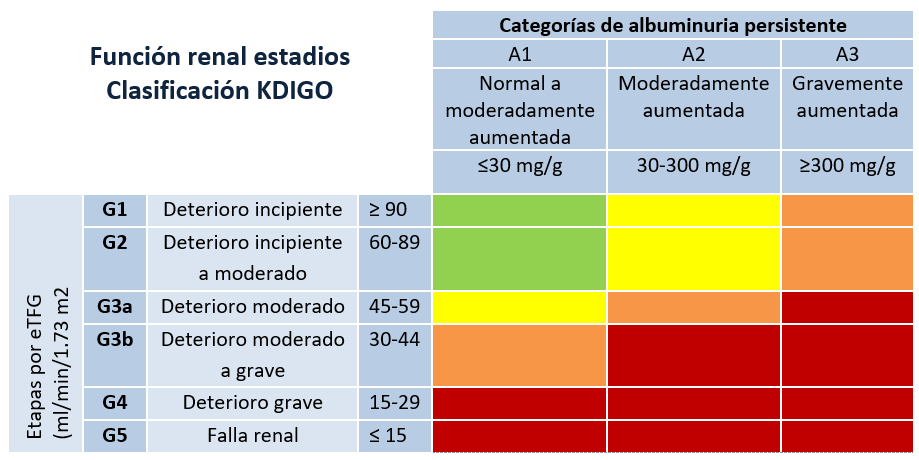 Función renal estadios
Clasificación KDIGO
Categorías de albuminuria persistente
A1
A2
A3
Normal a
moderadamente
aumentada
Moderadamente
aumentada
Gravemente
aumentada
≤30 mg/g
30-300 mg/g
≥300 mg/g
Etapas por eTFG
(ml/min/1.73 m2
G1
Deterioro incipiente
≥ 90
G2
Deterioro incipiente
a moderado
60-89
G3a
Deterioro moderado
45-59
G3b
Deterioro moderado
a grave
30-44
G4
Deterioro grave
15-29
G5
Falla renal
≤ 15